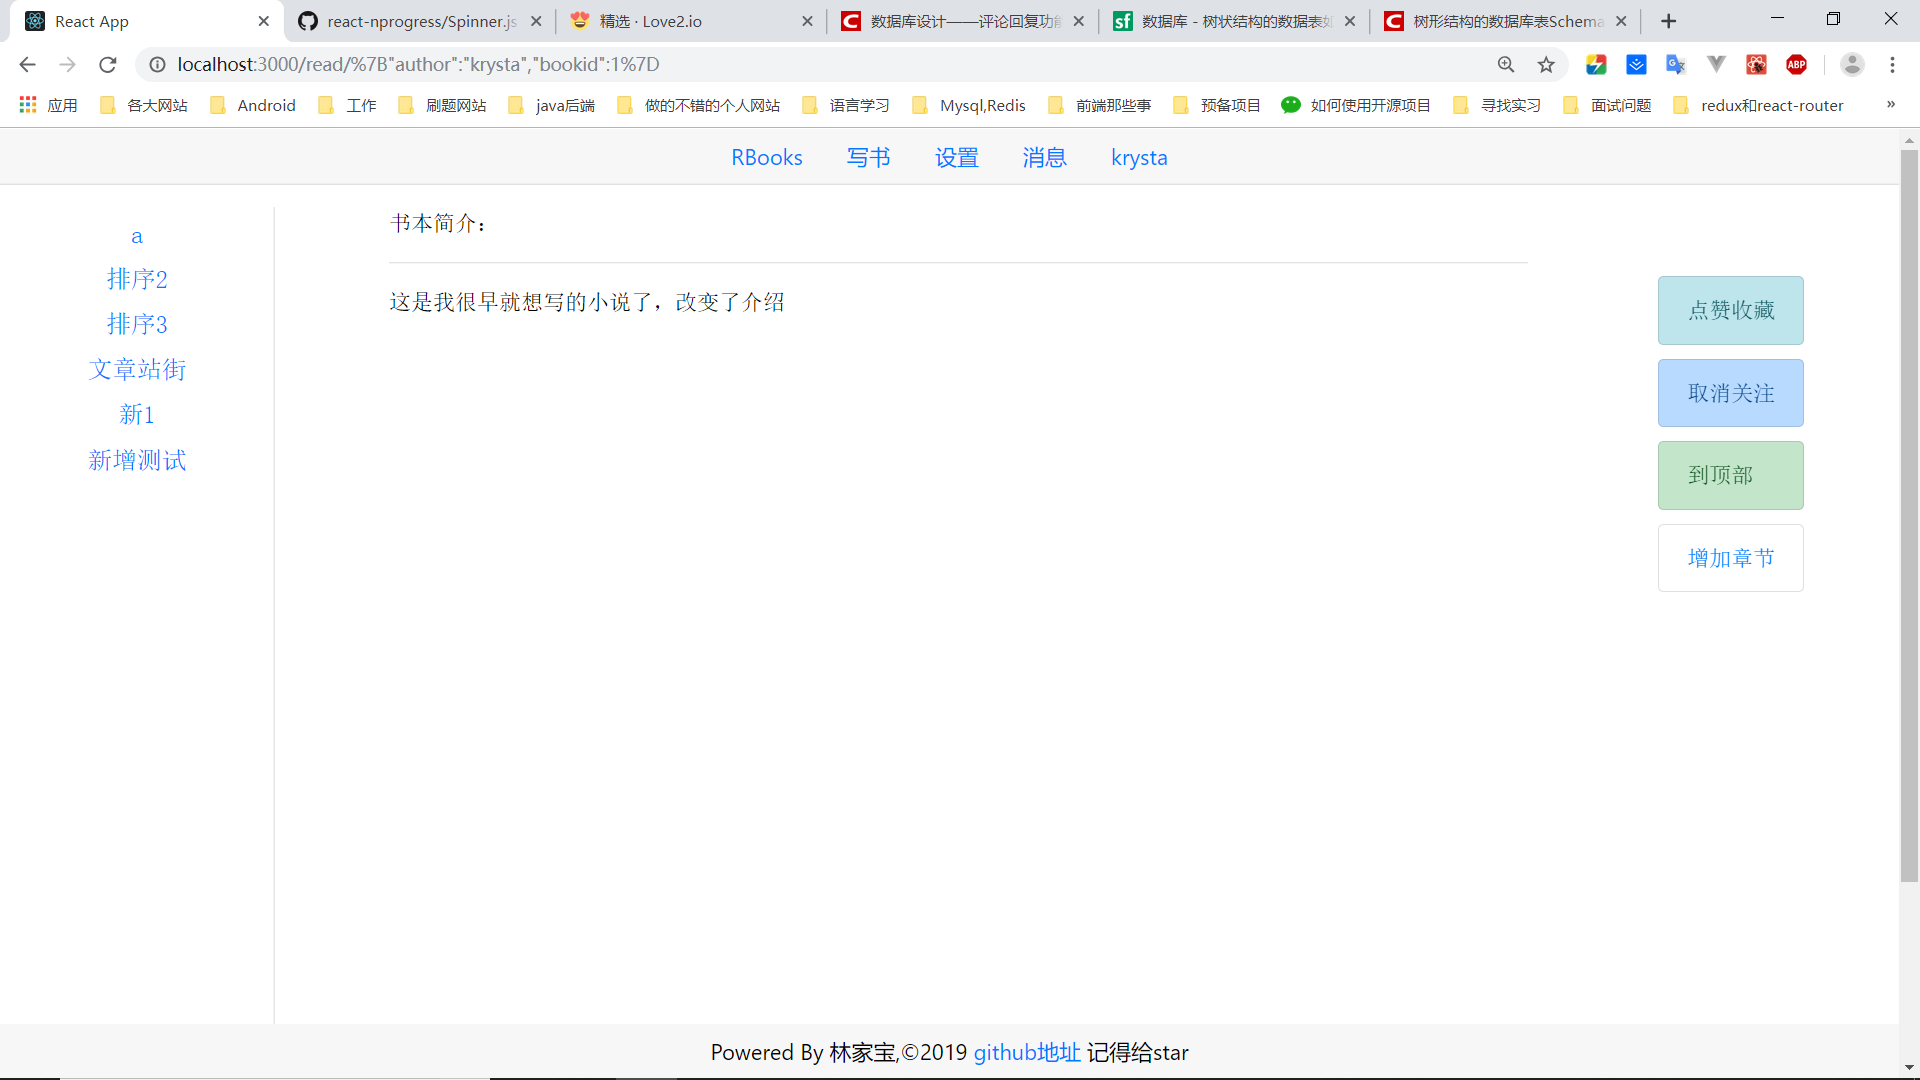 React App
react-nprogress/Spinner.js
精选 · Love2.io
数据库设计——评论回复功能
数据库 - 树状结构的数据表如
树形结构的数据库表Schema
localhost:3000/read/%7B"author":"krysta","bookid":1%7D
ABP
应用
各大网站
Android
工作
刷题网站
java后端
做的不错的个人网站
语言学习
Mysql,Redis
前端那些事
预备项目
如何使用开源项目
寻找实习
面试问题
redux和react-router
»
RBooks 写书 设置 消息 krysta
a
排序2
排序3
文章站街
新1
新增测试
书本简介：
这是我很早就想写的小说了，改变了介绍
点赞收藏
取消关注
到顶部
增加章节
Powered By 林家宝,©2019 github地址 记得给star